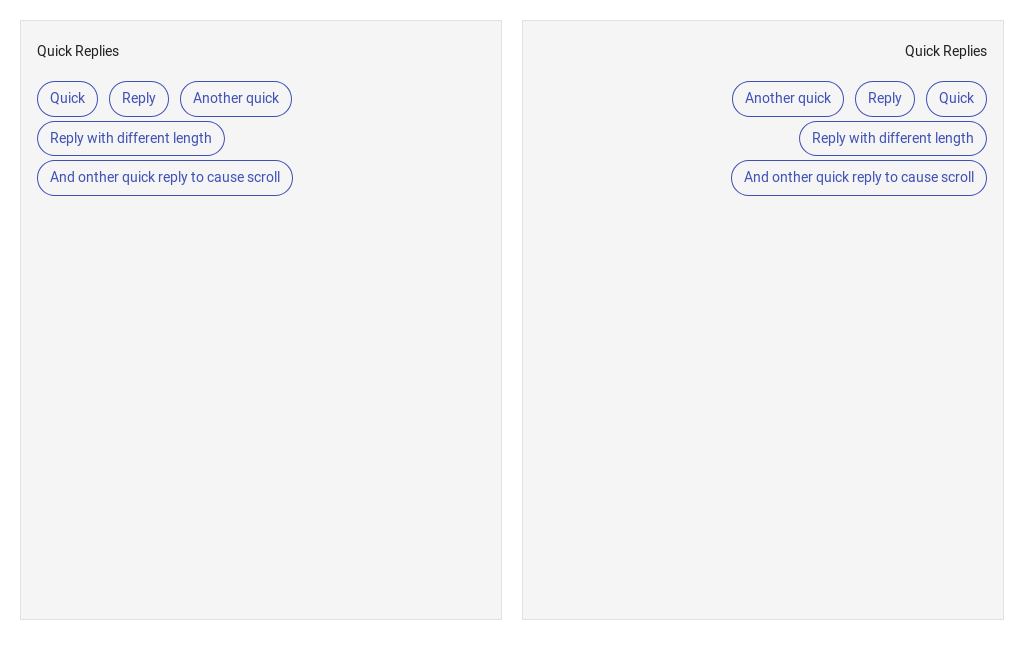 Quick Replies
Quick Reply Another quick
Reply with different length
And onther quick reply to cause scroll
Quick Replies
Another quick Reply Quick
Reply with different length
And onther quick reply to cause scroll